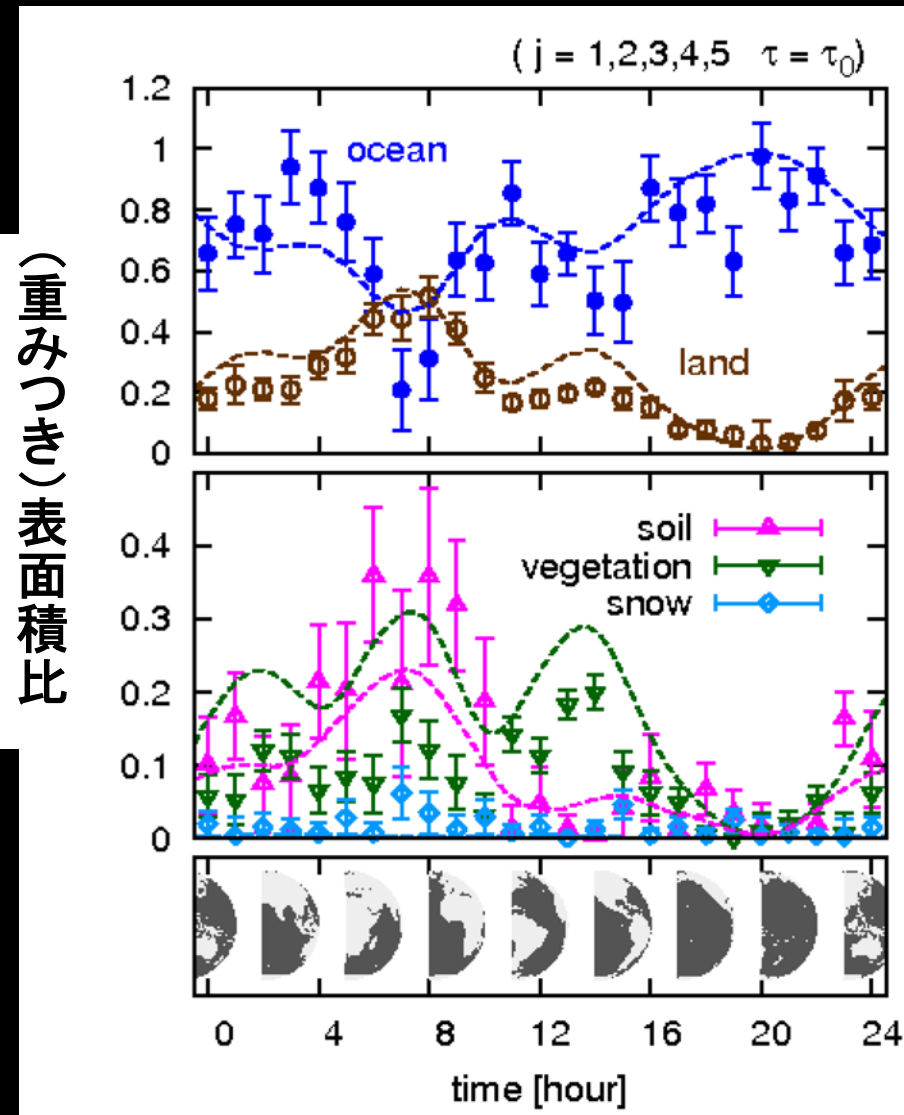 ( j = 1,2,3,4,5 τ = τ0)
1.2
1
0.8
0.6
0.4
0.2
0
ocean
land
(重みつき)表面積比
0.4
0.3
0.2
0.1
0
soil
vegetation
snow
0 4 8 12 16 20 24
time [hour]